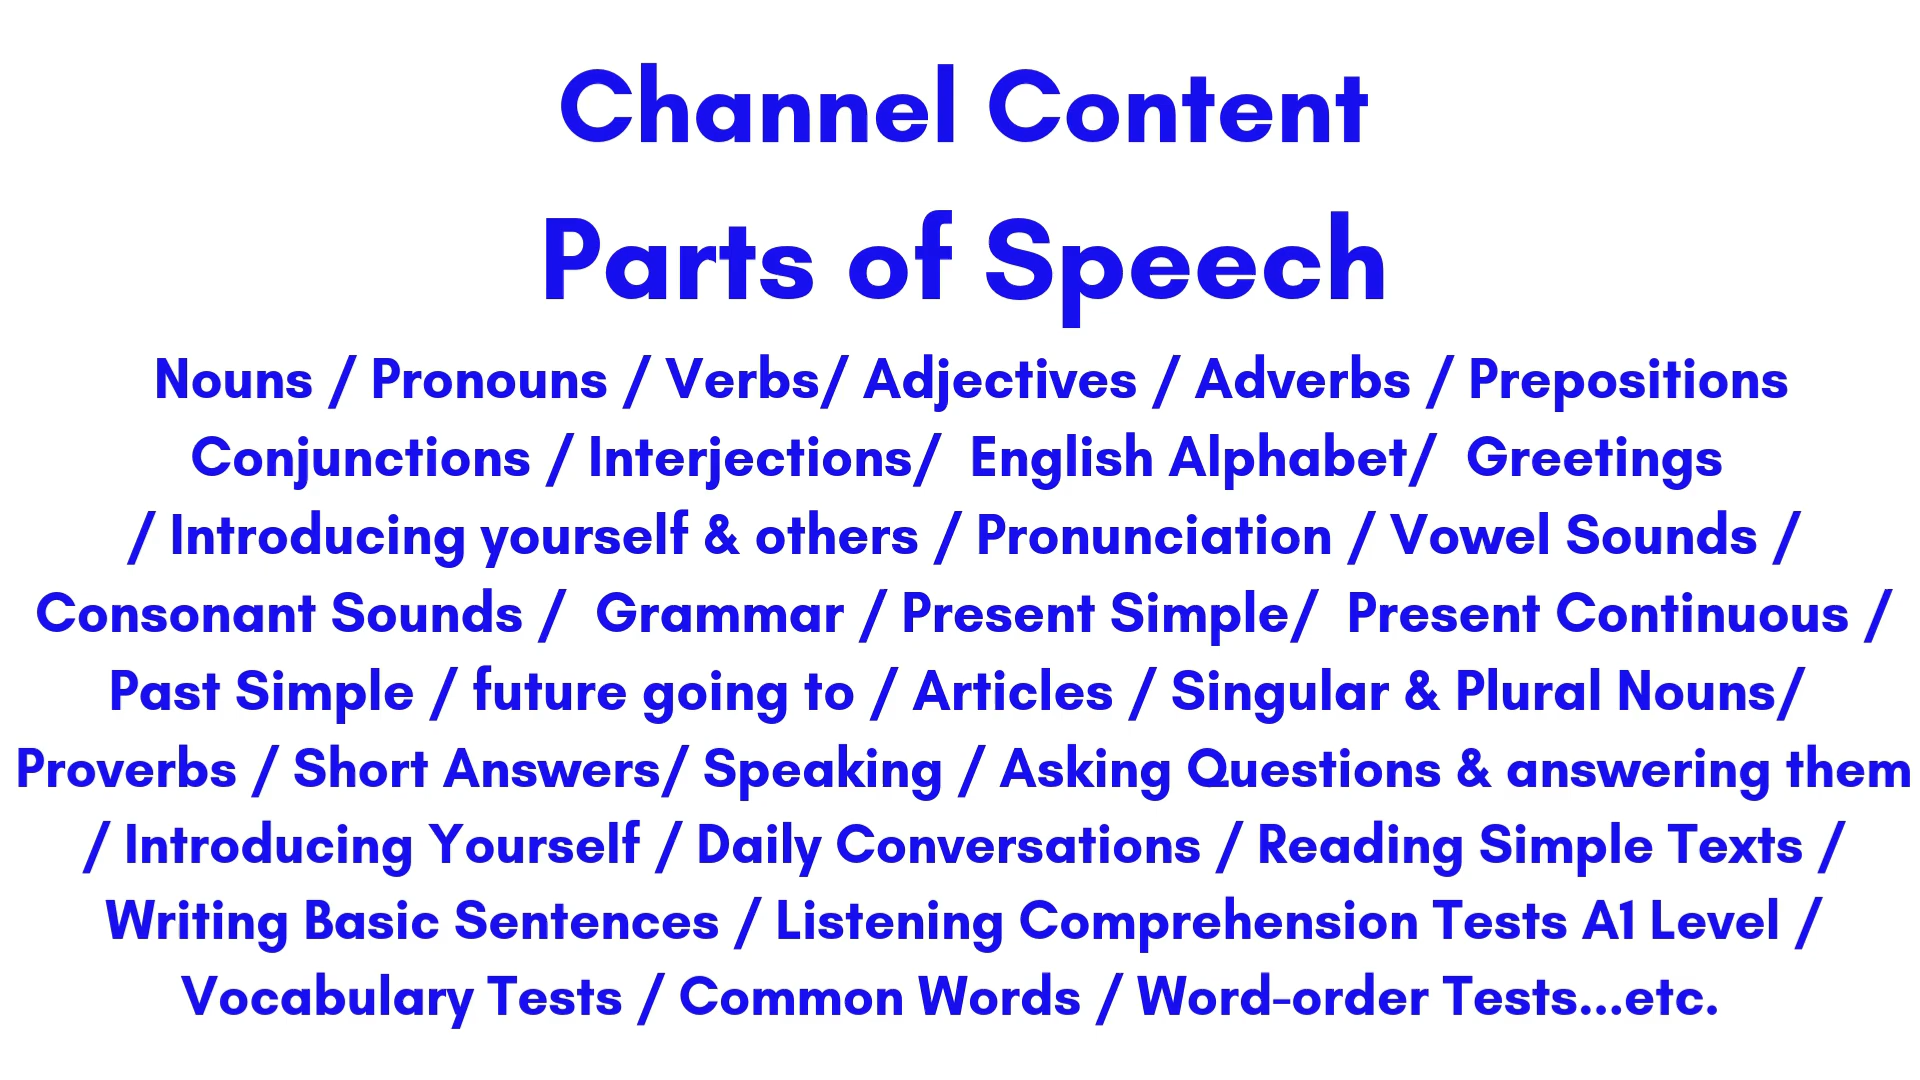 Channel Content
Parts of Speech
Nouns / Pronouns / Verbs/ Adjectives / Adverbs / Prepositions
Conjunctions / Interjections/  English Alphabet/  Greetings
/ Introducing yourself & others / Pronunciation / Vowel Sounds /
Consonant Sounds /  Grammar / Present Simple/  Present Continuous /
Past Simple / future going to / Articles / Singular & Plural Nouns/
Proverbs / Short Answers/ Speaking / Asking Questions & answering them
/ Introducing Yourself / Daily Conversations / Reading Simple Texts /
Writing Basic Sentences / Listening Comprehension Tests A1 Level /
Vocabulary Tests / Common Words / Word-order Tests...etc.